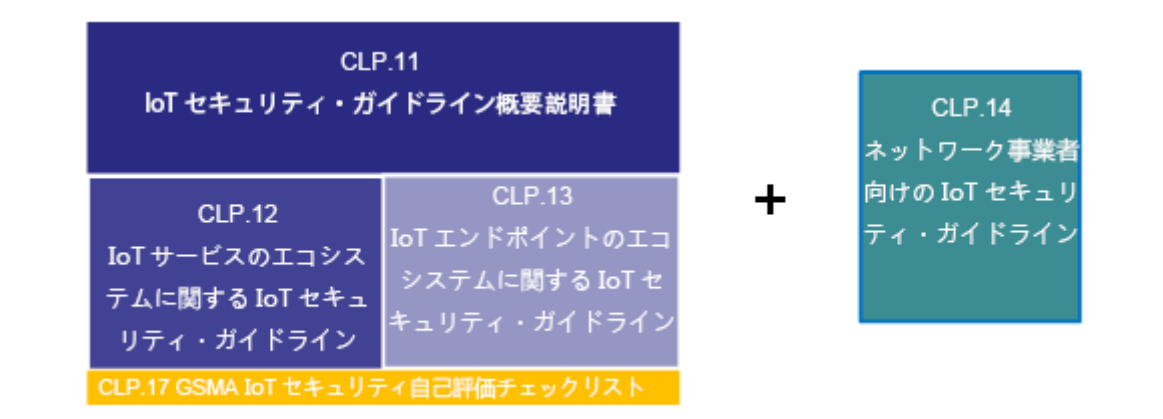 CLP.11
IoT セキュリティ・ガイドライン概要説明書
CLP.12
IoT サービスのエコシス
テムに関する IoT セキュ
リティ・ガイドライン
CLP.13
IoT エンドポイントのエコ
システムに関する IoT セ
キュリティ・ガイドライン
CLP.17 GSMA IoT セキュリティ自己評価チェックリスト
+
CLP.14
ネットワーク事業者
向けの IoT セキュリ
ティ・ガイドライン